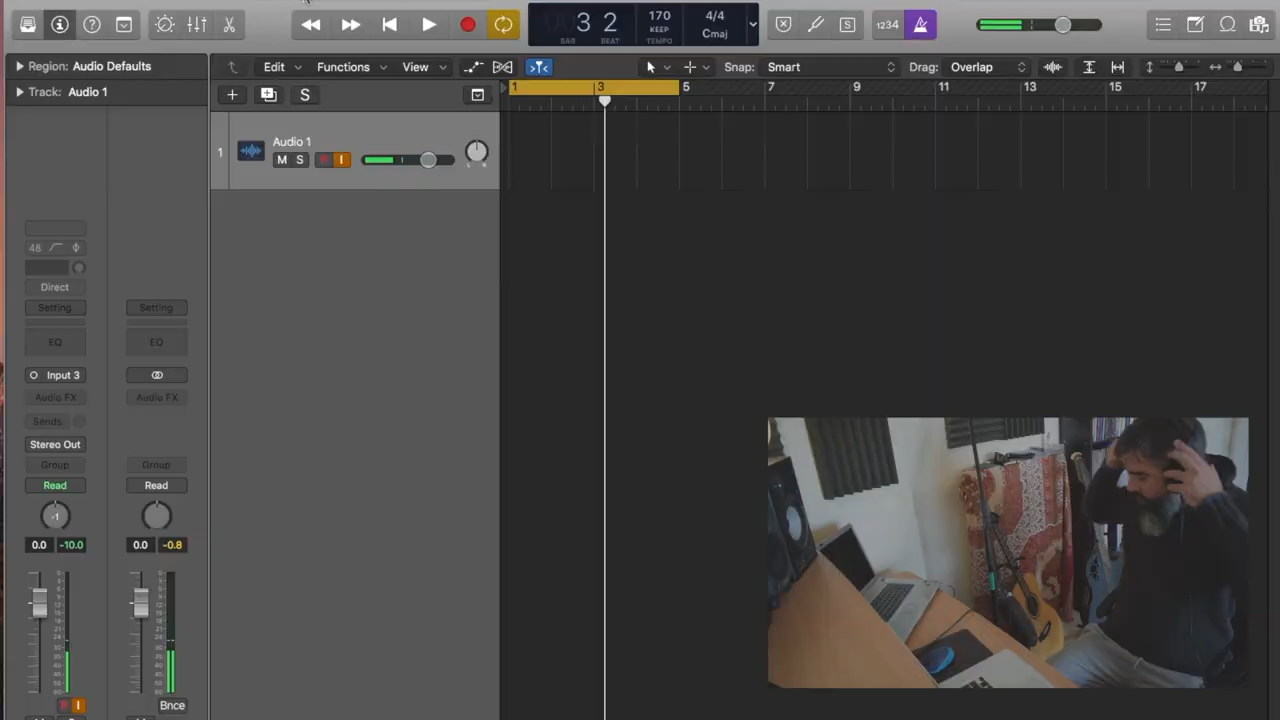 3 2
170
4/4
KEEP
Cmaj
BAR
BEAT
TEMPO
S
1234
Region: Audio Defaults
Edit
Functions
View
Snap: Smart
Drag: Overlap
Track: Audio 1
S
1
3
5
7
9
11
13
15
17
1
Audio 1
M S
R I
L R
48
Direct
Setting
Setting
EQ
EQ
Input 3
Audio FX
Audio FX
Sends
Stereo Out
Group
Group
Read
Read
-1
0.0
-10.0
0.0
-0.8
R I
Bnce